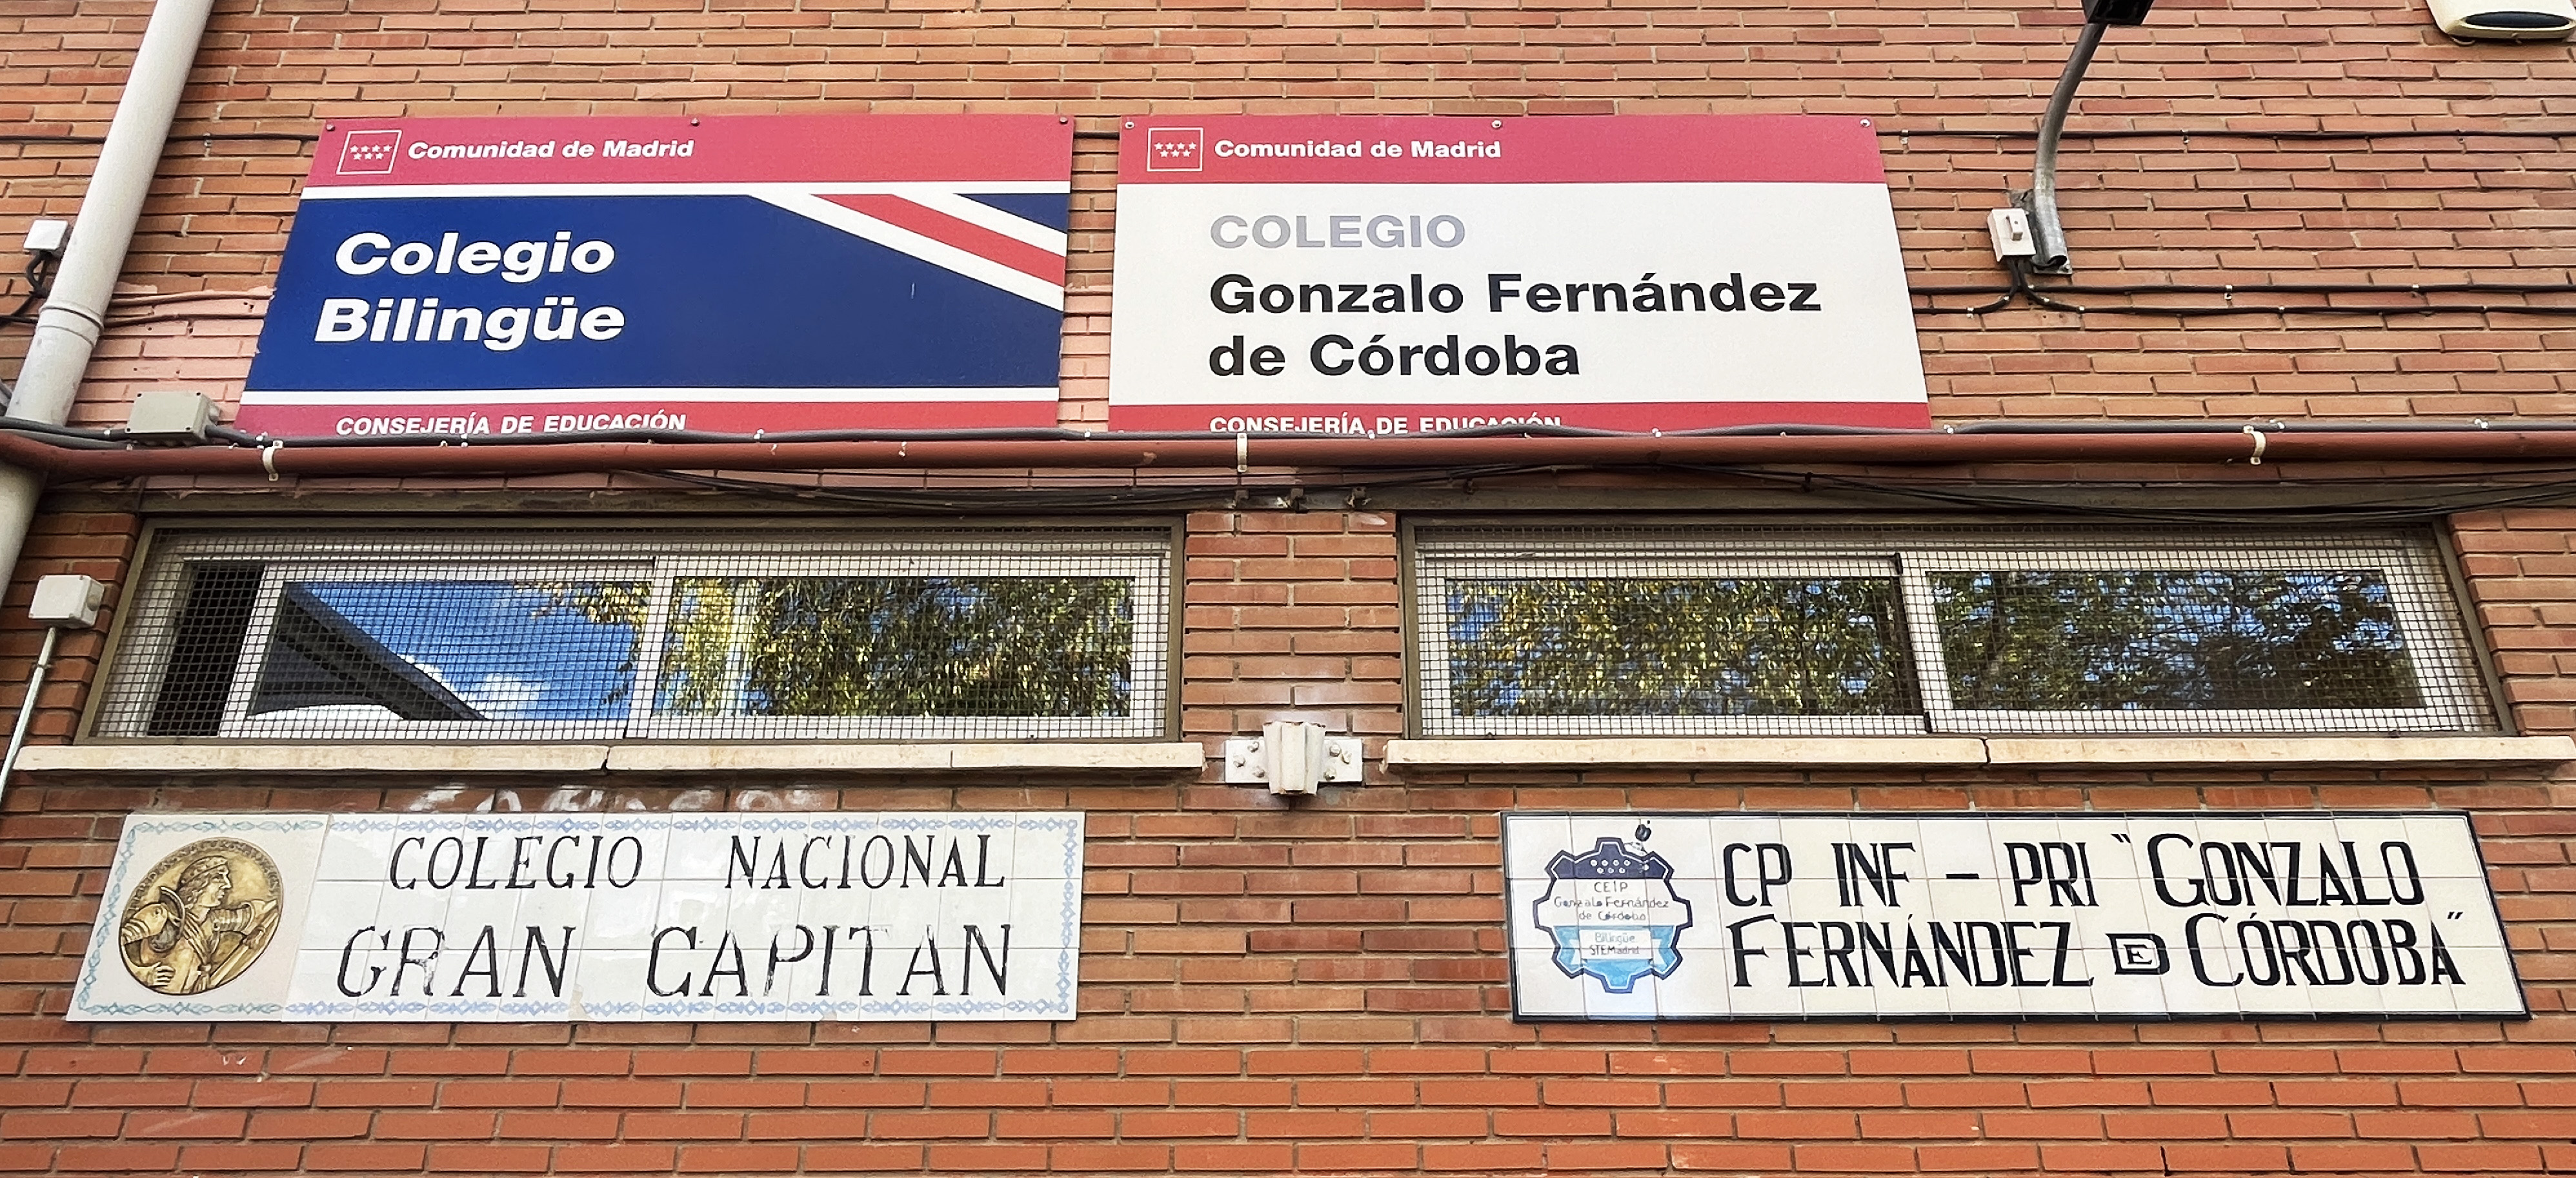 Comunidad de Madrid
Colegio
Bilingüe
CONSEJERÍA DE EDUCACIÓN
Comunidad de Madrid
COLEGIO
Gonzalo Fernández
de Córdoba
CONSEJERÍA DE EDUCACIÓN
COLEGIO NACIONAL
GRAN CAPITAN
CEIP
Gonzalo Fernández
de Córdoba
Bilingüe
STEMadrid
CP INF - PRI "GONZALO
FERNÁNDEZ DE CÓRDOBA"